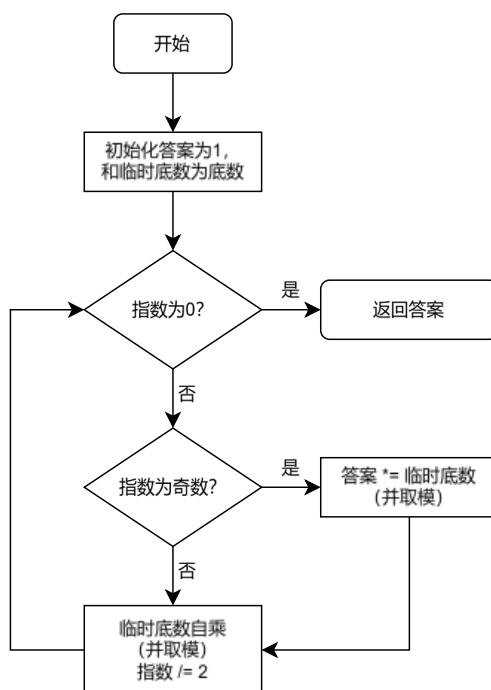 开始
初始化答案为1，
和临时底数为底数
指数为0？
是
返回答案
否
指数为奇数？
是
答案 *= 临时底数
（并取模）
否
临时底数自乘
（并取模）
指数 /= 2